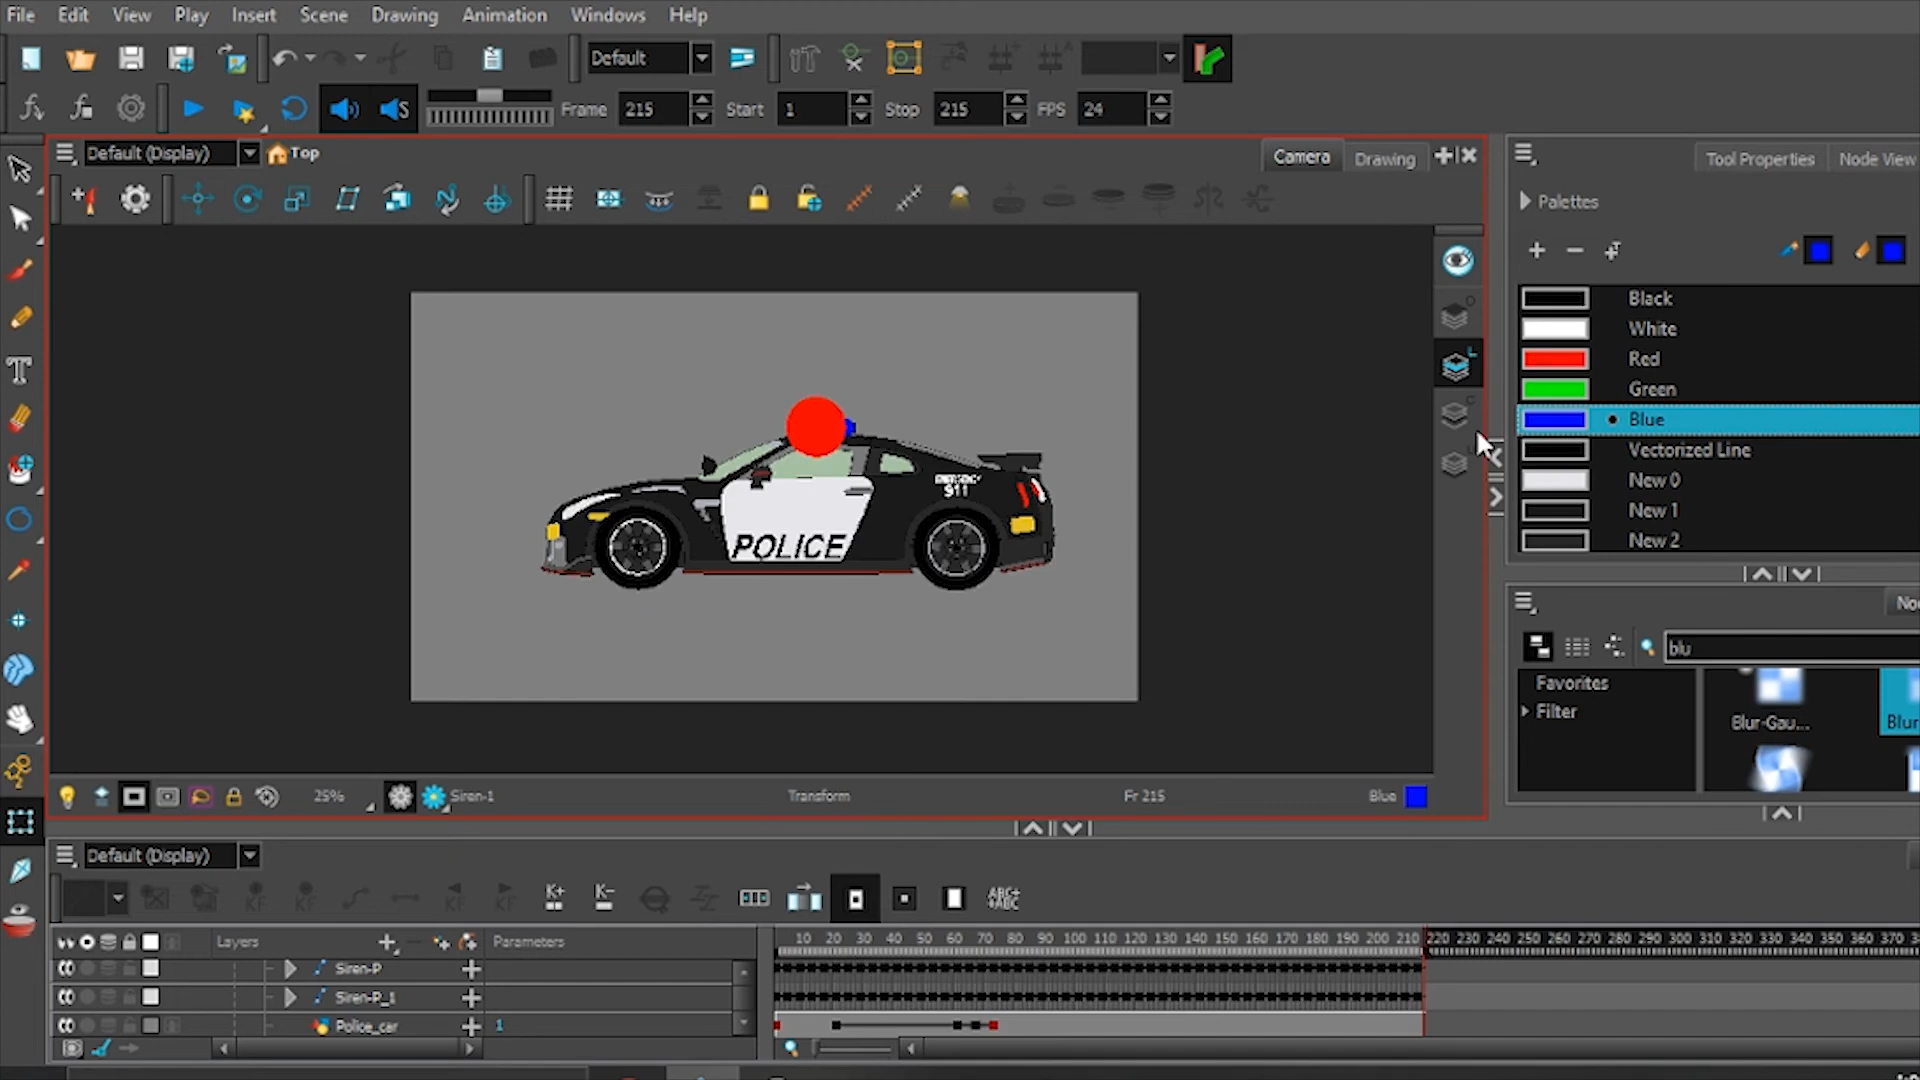 File Edit View Play Insert Scene Drawing Animation Windows Help
Default
Frame 215 Start 1 Stop 215 FPS 24
Default (Display) Top Camera Drawing
Tool Properties Node View
Palettes
Black
White
Red
Green
Blue
Vectorized Line
New 0
New 1
New 2
911
POLICE
No
blu
Favorites
Filter
Blur-Gau...
Blur
25% Siren-1 Transform Fr 215 Blue
Default (Display)
K+ K- ABC+ ABC
Layers Parameters
10 20 30 40 50 60 70 80 90 100 110 120 130 140 150 160 170 180 190 200 210 220 230 240 250 260 270 280 290 300 310 320 330 340 350 360 370
Siren-P
Siren-P_1
Police_car 1